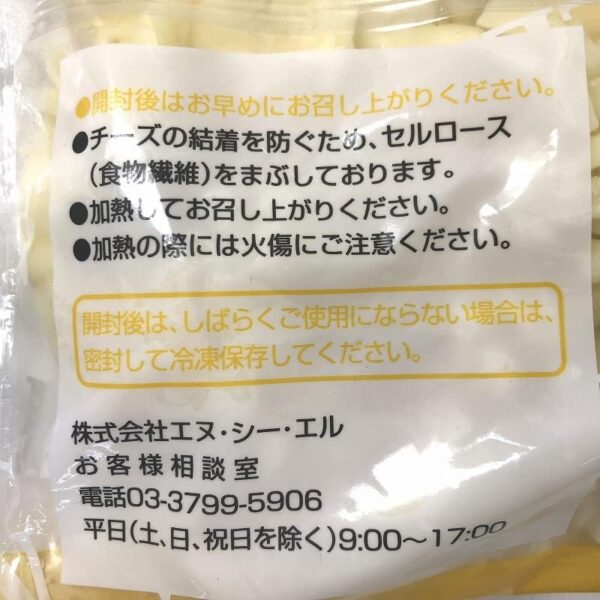 ●開封後はお早めにお召し上がりください。
●チーズの結着を防ぐため、セルロース
(食物繊維)をまぶしております。
●加熱してお召し上がりください。
●加熱の際には火傷にご注意ください。
開封後は、しばらくご使用にならない場合は、
密封して冷凍保存してください。
株式会社エヌ・シー・エル
お客様相談室
電話03-3799-5906
平日(土、日、祝日を除く)9:00〜17:00